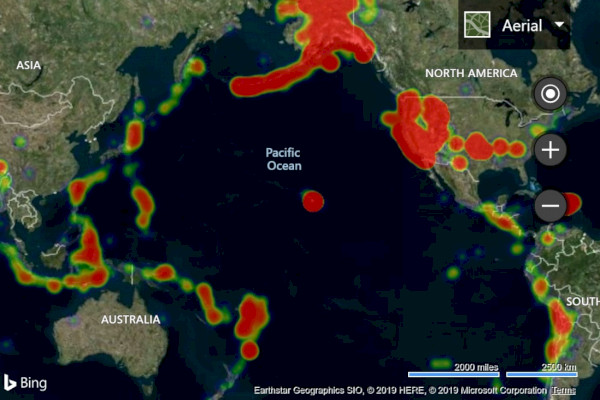 Aerial
ASIA
NORTH AMERICA
Pacific
Ocean
AUSTRALIA
SOUTH
2000 miles
2500 km
Bing
Earthstar Geographics SIO, © 2019 HERE, © 2019 Microsoft Corporation Terms